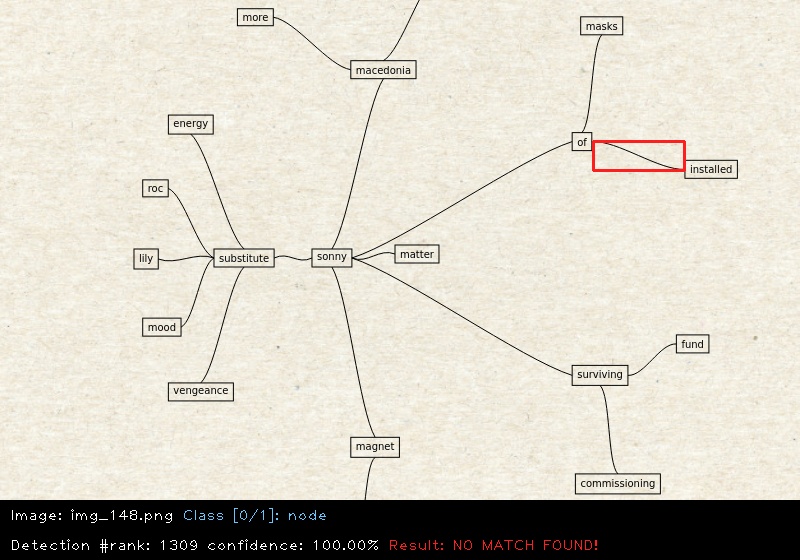 more
masks
macedonia
energy
of
installed
roc
substitute
sonny
matter
lily
mood
fund
surviving
vengeance
magnet
commissioning
Image: img_148.png Class [0/1]: node
Detection #rank: 1309 confidence: 100.00% Result: NO MATCH FOUND!